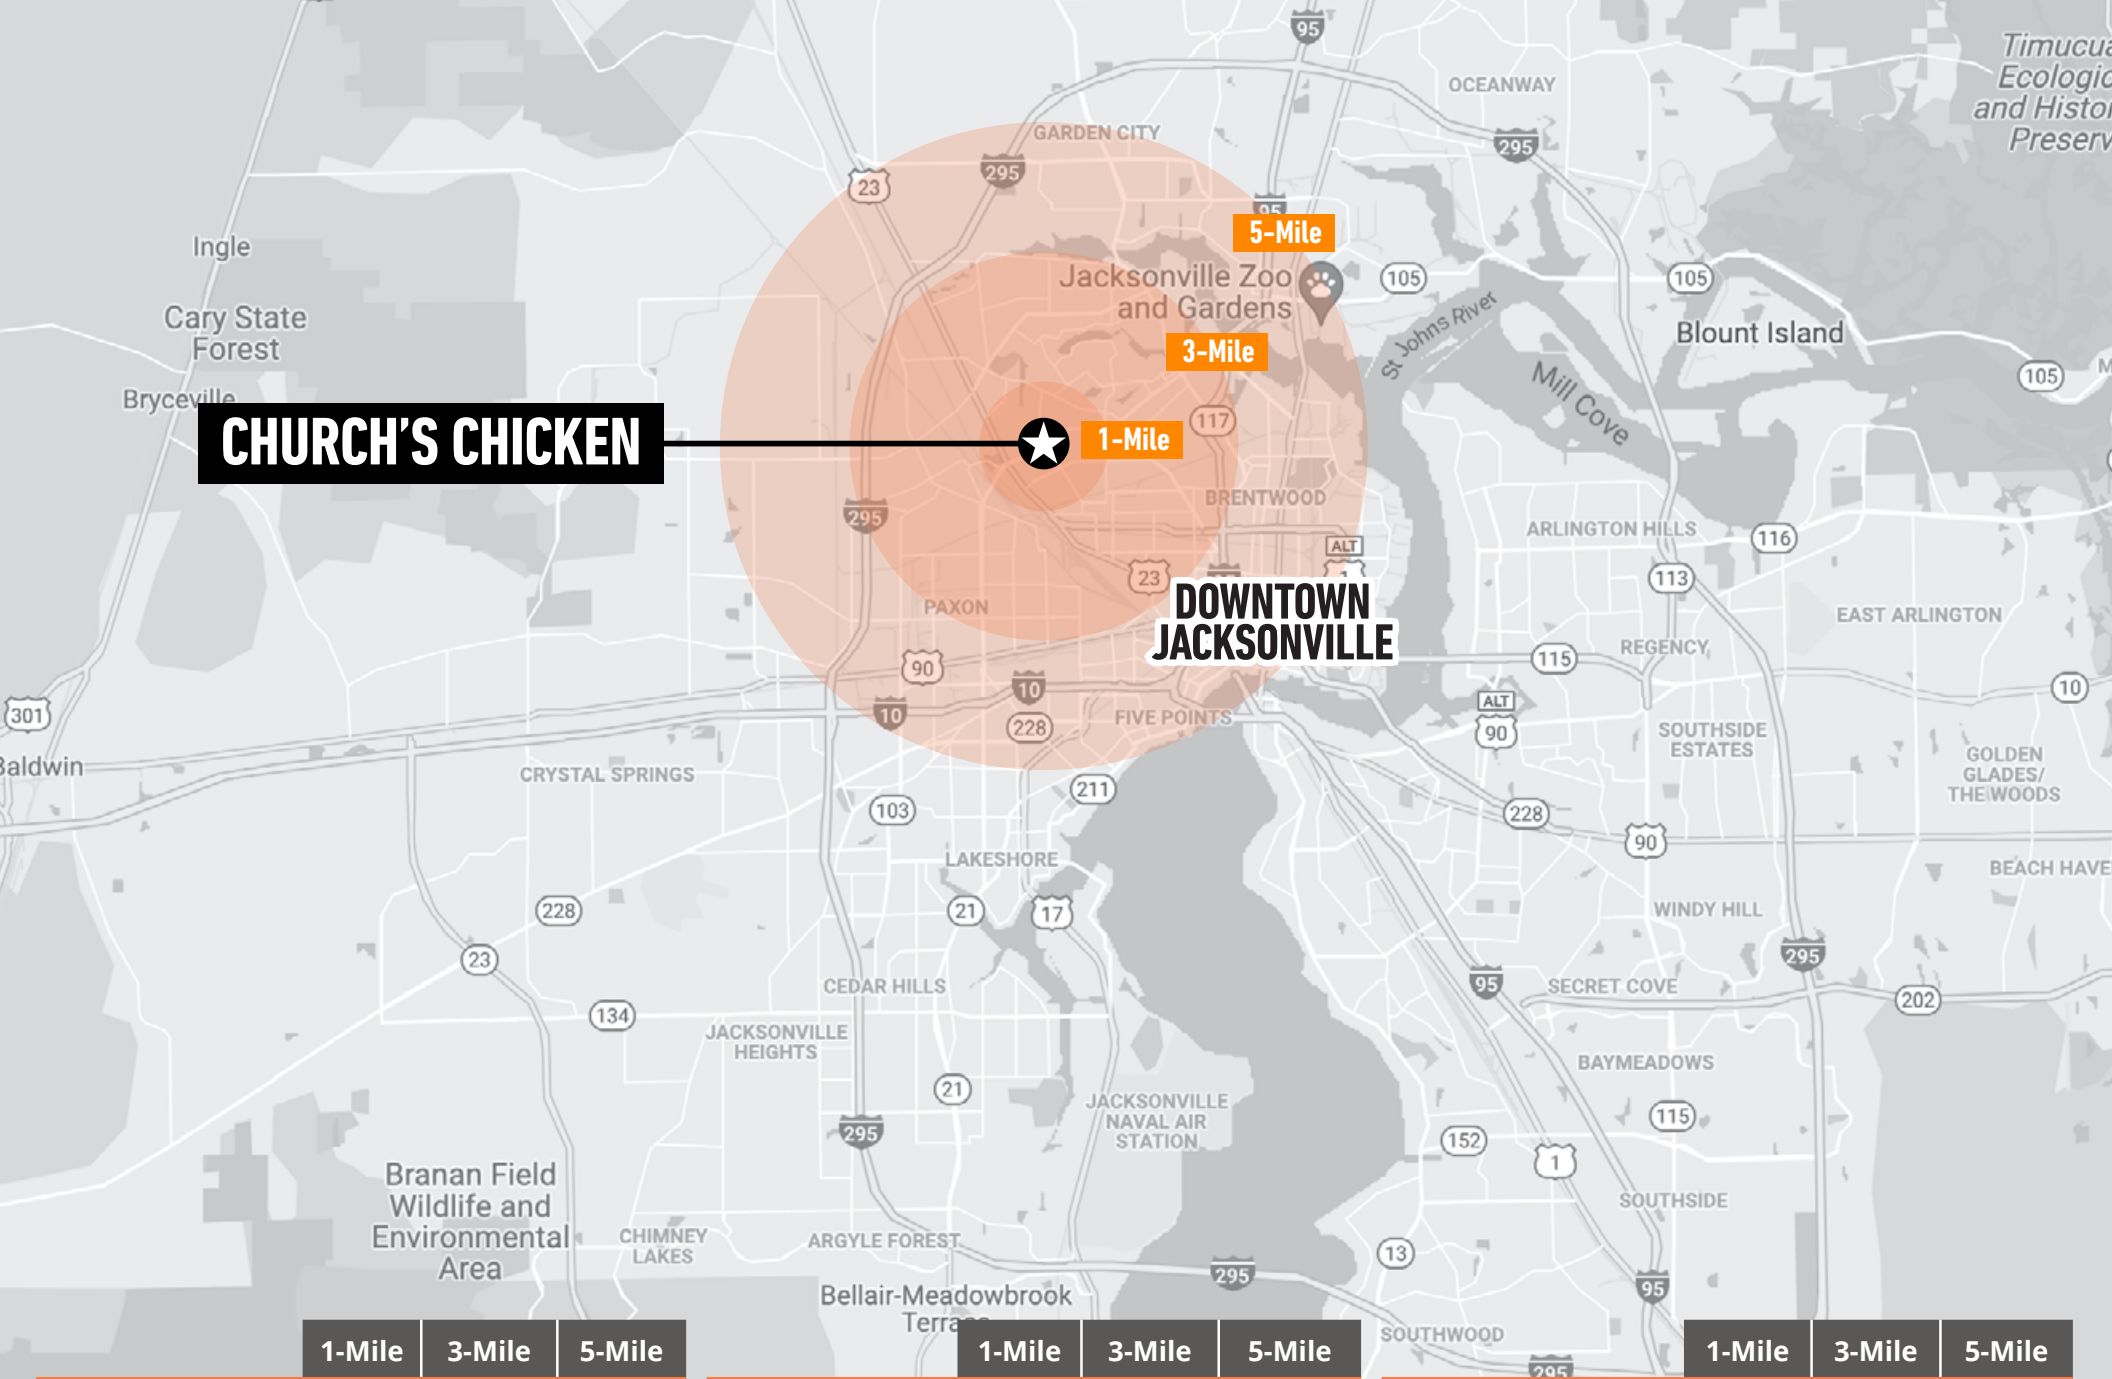 95
OCEANWAY
Timucua
Ecologic
and Histor
Preserv
GARDEN CITY
295
295
23
95
5-Mile
Ingle
Jacksonville Zoo
and Gardens
105
105
St Johns River
Cary State
Forest
Blount Island
3-Mile
Mill Cove
105
M
Bryceville
CHURCH'S CHICKEN
1-Mile
117
BRENTWOOD
295
ARLINGTON HILLS
116
ALT
1
23
113
DOWNTOWN
JACKSONVILLE
PAXON
EAST ARLINGTON
REGENCY
115
90
10
10
ALT
90
301
10
228
FIVE POINTS
SOUTHSIDE
ESTATES
Baldwin
CRYSTAL SPRINGS
GOLDEN
GLADES/
THE WOODS
211
103
228
90
LAKESHORE
BEACH HAVE
228
21
17
WINDY HILL
23
295
95
SECRET COVE
CEDAR HILLS
202
134
JACKSONVILLE
HEIGHTS
BAYMEADOWS
21
JACKSONVILLE
NAVAL AIR
STATION
115
295
152
1
Branan Field
Wildlife and
Environmental
Area
SOUTHSIDE
CHIMNEY
LAKES
ARGYLE FOREST
13
295
95
Bellair-Meadowbrook
Terrace
SOUTHWOOD
295
1-Mile 3-Mile 5-Mile
1-Mile 3-Mile 5-Mile
1-Mile 3-Mile 5-Mile